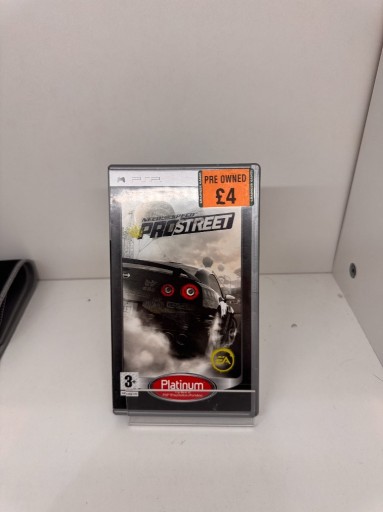 PSP
PRE OWNED
£4
NEED FOR SPEED
PROSTREET
EA
3+
Platinum